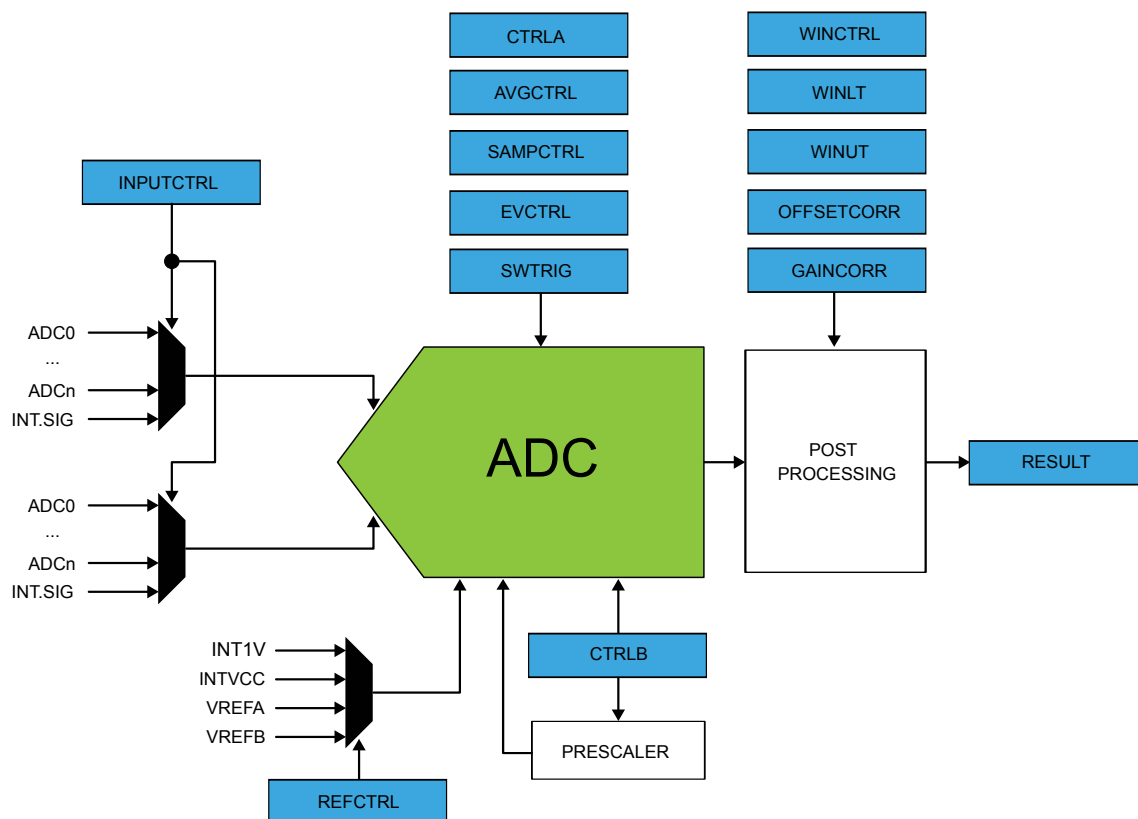 CTRLA
WINCTRL
AVGCTRL
WINLT
SAMPCTRL
WINUT
INPUTCTRL
EVCTRL
OFFSETCORR
SWTRIG
GAINCORR
ADC0
...
ADCn
INT.SIG
ADC
POST
PROCESSING
RESULT
ADC0
...
ADCn
INT.SIG
INT1V
INTVCC
VREFA
VREFB
CTRLB
PRESCALER
REFCTRL